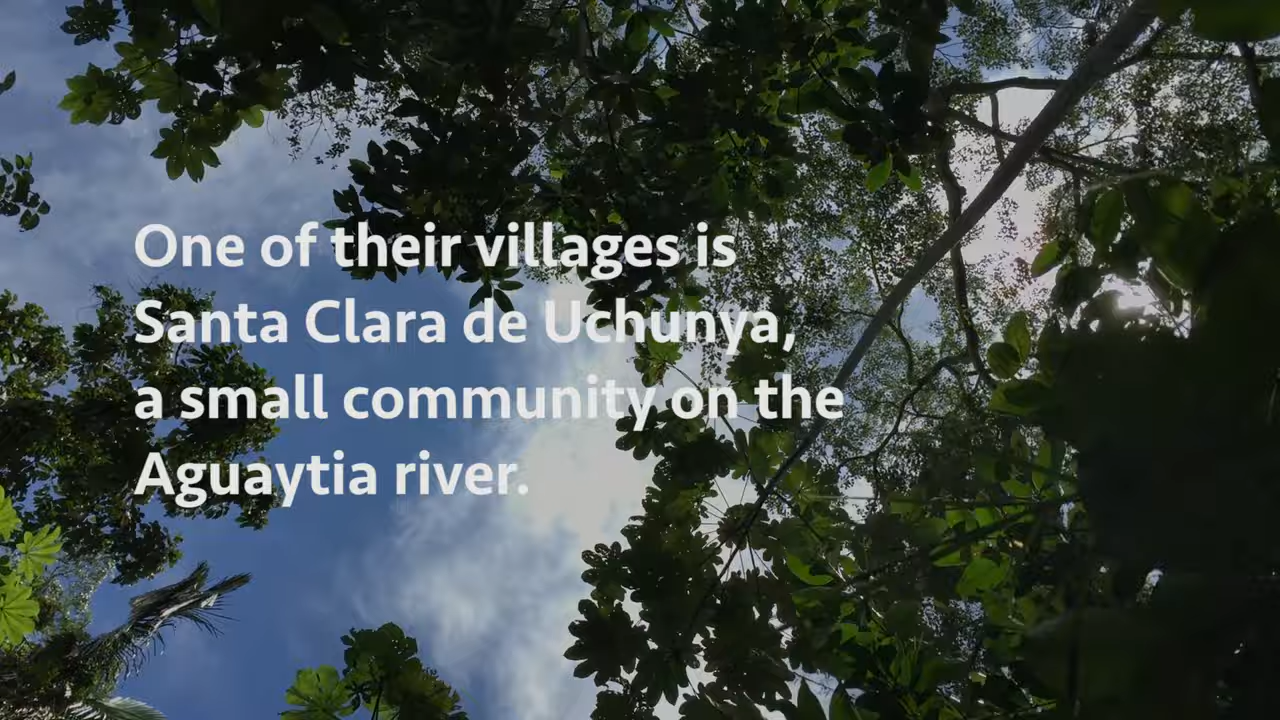 One of their villages is
Santa Clara de Uchunya,
a small community on the
Aguaytia river.